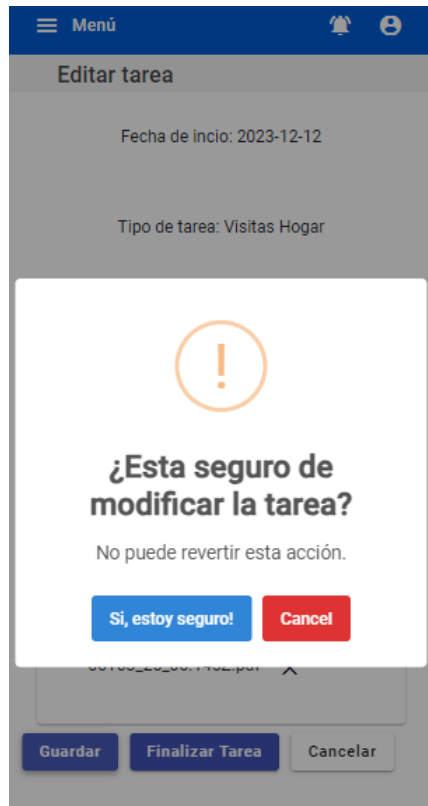 Menú
Editar tarea
Fecha de incio: 2023-12-12
Tipo de tarea: Visitas Hogar
!
¿Esta seguro de
modificar la tarea?
No puede revertir esta acción.
Si, estoy seguro! Cancel
Guardar Finalizar Tarea Cancelar